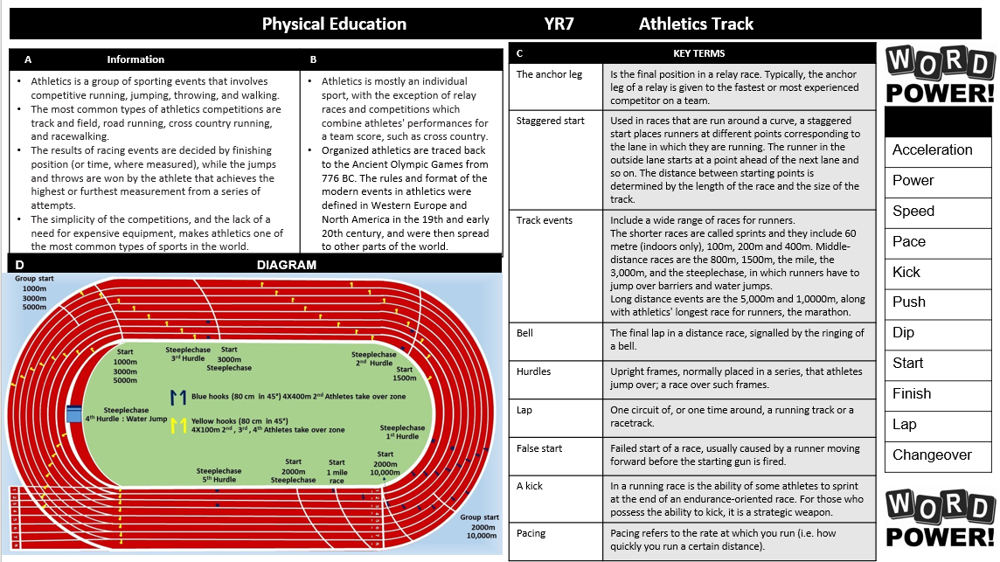 Physical Education YR7 Athletics Track
A Information
• Athletics is a group of sporting events that involves
competitive running, jumping, throwing, and walking.
• The most common types of athletics competitions are
track and field, road running, cross country running,
and racewalking.
• The results of racing events are decided by finishing
position (or time, where measured), while the jumps
and throws are won by the athlete that achieves the
highest or furthest measurement from a series of
attempts.
• The simplicity of the competitions, and the lack of a
need for expensive equipment, makes athletics one of
the most common types of sports in the world.
B
• Athletics is mostly an individual
sport, with the exception of relay
races and competitions which
combine athletes' performances for
a team score, such as cross country.
• Organized athletics are traced back
to the Ancient Olympic Games from
776 BC. The rules and format of the
modern events in athletics were
defined in Western Europe and
North America in the 19th and early
20th century, and were then spread
to other parts of the world.
D DIAGRAM
Group start
1000m
3000m
5000m
Start
1000m
3000m
5000m
Steeplechase
3rd Hurdle
Start
3000m
Steeplechase
Steeplechase
2nd Hurdle
Start
1500m
Blue hooks (80 cm in 45°) 4X400m 2nd Athletes take over zone
Steeplechase
4th Hurdle : Water Jump
Yellow hooks (80 cm in 45°)
4X100m 2nd , 3rd , 4th Athletes take over zone
Steeplechase
1st Hurdle
Steeplechase
5th Hurdle
Start
2000m
Steeplechase
Start
1 mile
race
Start
2000m
10,000m
Group start
2000m
10,000m
C KEY TERMS
The anchor leg
Is the final position in a relay race. Typically, the anchor
leg of a relay is given to the fastest or most experienced
competitor on a team.
Staggered start
Used in races that are run around a curve, a staggered
start places runners at different points corresponding to
the lane in which they are running. The runner in the
outside lane starts at a point ahead of the next lane and
so on. The distance between starting points is
determined by the length of the race and the size of the
track.
Track events
Include a wide range of races for runners.
The shorter races are called sprints and they include 60
metre (indoors only), 100m, 200m and 400m. Middle-
distance races are the 800m, 1500m, the mile, the
3,000m, and the steeplechase, in which runners have to
jump over barriers and water jumps.
Long distance events are the 5,000m and 1,0000m, along
with athletics' longest race for runners, the marathon.
Bell
The final lap in a distance race, signalled by the ringing of
a bell.
Hurdles
Upright frames, normally placed in a series, that athletes
jump over; a race over such frames.
Lap
One circuit of, or one time around, a running track or a
racetrack.
False start
Failed start of a race, usually caused by a runner moving
forward before the starting gun is fired.
A kick
In a running race is the ability of some athletes to sprint
at the end of an endurance-oriented race. For those who
possess the ability to kick, it is a strategic weapon.
Pacing
Pacing refers to the rate at which you run (i.e. how
quickly you run a certain distance).
WORD
POWER!
Acceleration
Power
Speed
Pace
Kick
Push
Dip
Start
Finish
Lap
Changeover
WORD
POWER!